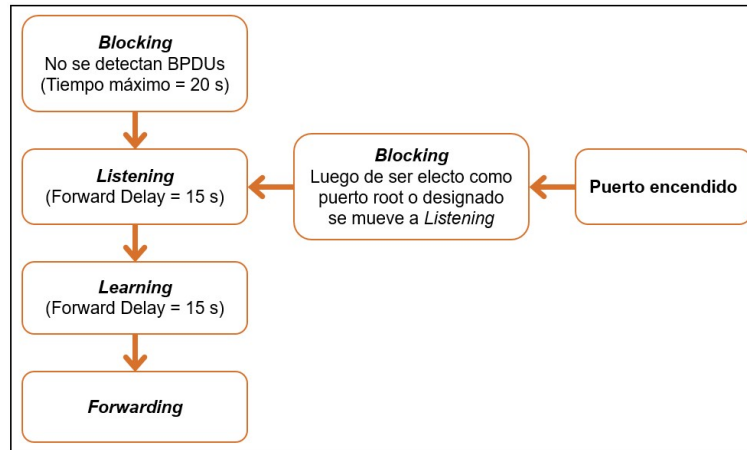 Blocking
No se detectan BPDUs
(Tiempo máximo = 20 s)
Listening
(Forward Delay = 15 s)
Blocking
Luego de ser electo como
puerto root o designado
se mueve a Listening
Puerto encendido
Learning
(Forward Delay = 15 s)
Forwarding